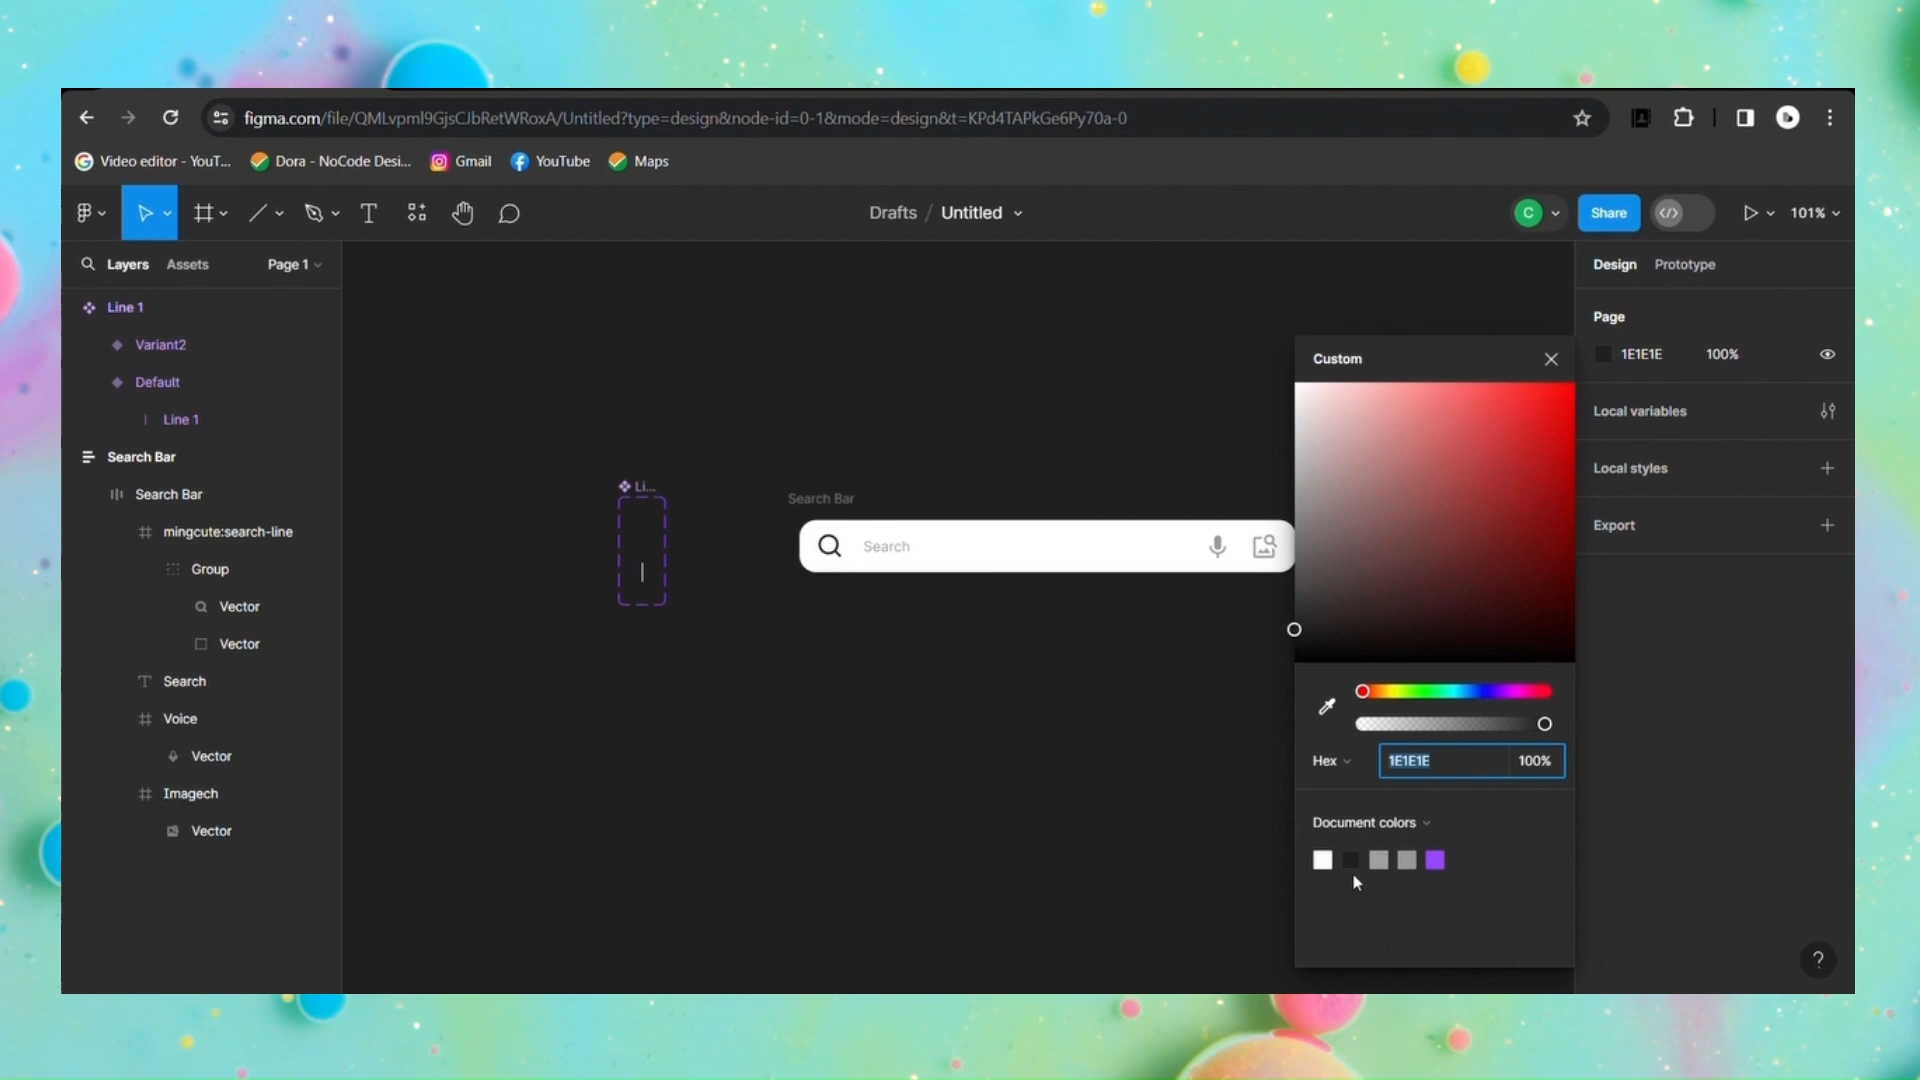 figma.com/file/QMLvpml9GjsCJbRetWRoxA/Untitled?type=design&node-id=0-1&mode=design&t=KPd4TAPkGe6Py70a-0
Video editor - YouT... Dora - NoCode Desi... Gmail YouTube Maps
Drafts / Untitled C Share 101%
Layers Assets Page 1
Line 1
Variant2
Default
Line 1
Search Bar
Search Bar
mingcute:search-line
Group
Vector
Vector
Search
Voice
Vector
Imagech
Vector
Li...
Search Bar
Search
Custom
Hex 1E1E1E 100%
Document colors
Design Prototype
Page
1E1E1E 100%
Local variables
Local styles
Export
?